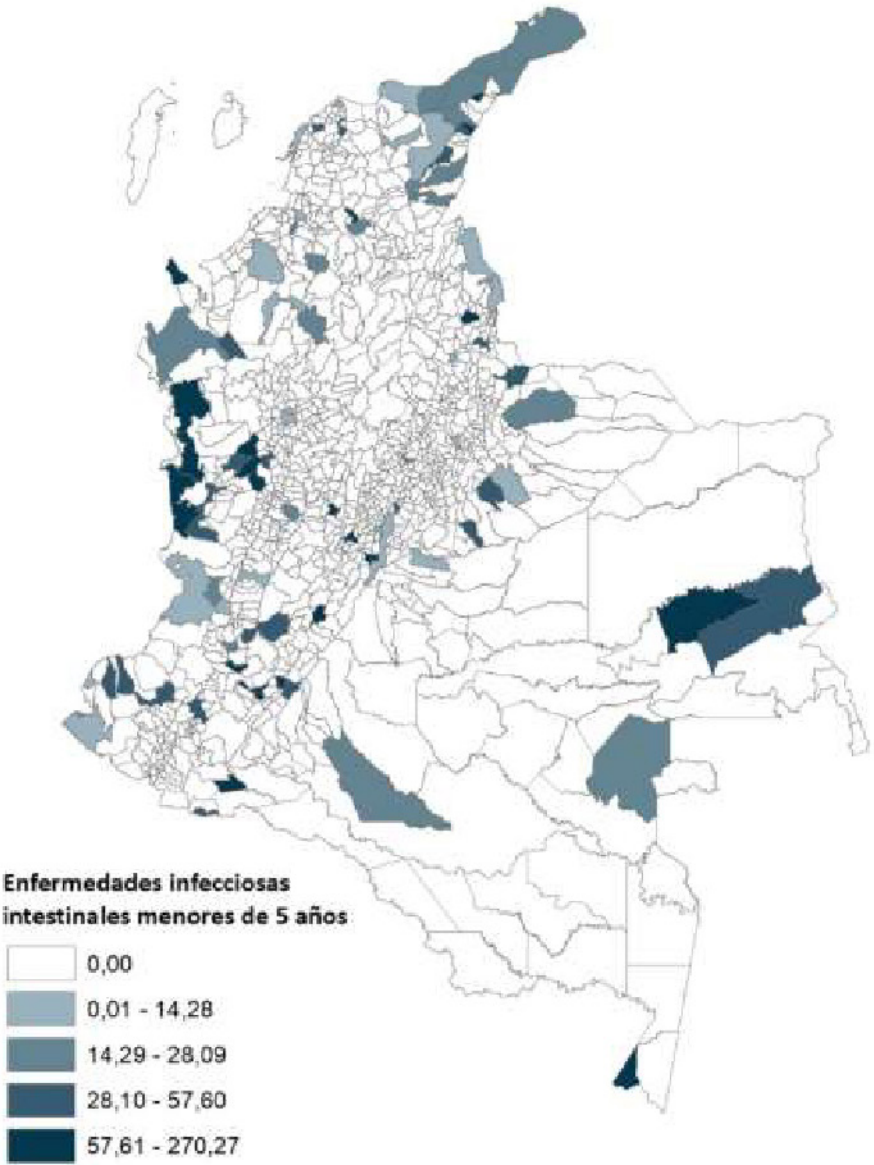 Enfermedades infecciosas
intestinales menores de 5 años
0,00
0,01 - 14,28
14,29 - 28,09
28,10 - 57,60
57,61 - 270,27